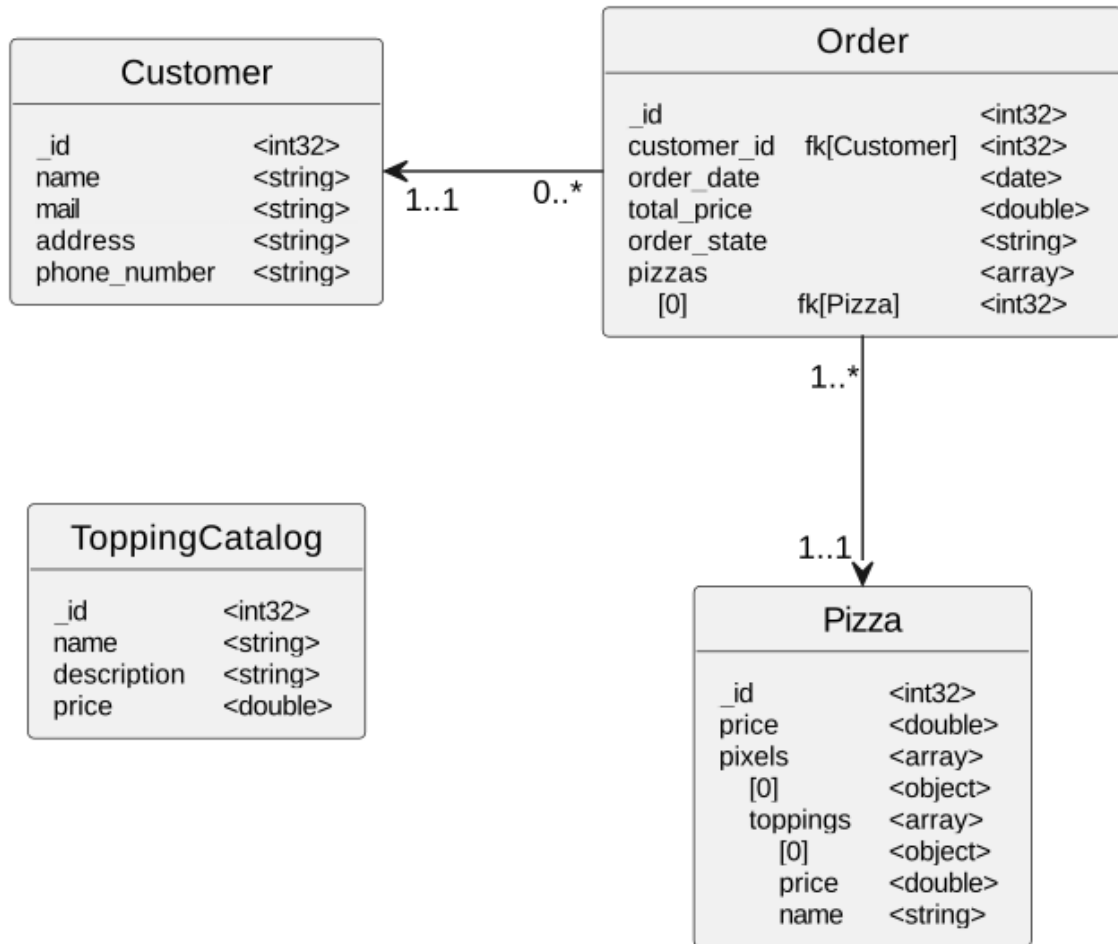 Customer
_id <int32>
name <string>
mail <string>
address <string>
phone_number <string>
1..1
0..*
Order
_id <int32>
customer_id fk[Customer] <int32>
order_date <date>
total_price <double>
order_state <string>
pizzas <array>
[0] fk[Pizza] <int32>
1..*
1..1
ToppingCatalog
_id <int32>
name <string>
description <string>
price <double>
Pizza
_id <int32>
price <double>
pixels <array>
[0] <object>
toppings <array>
[0] <object>
price <double>
name <string>